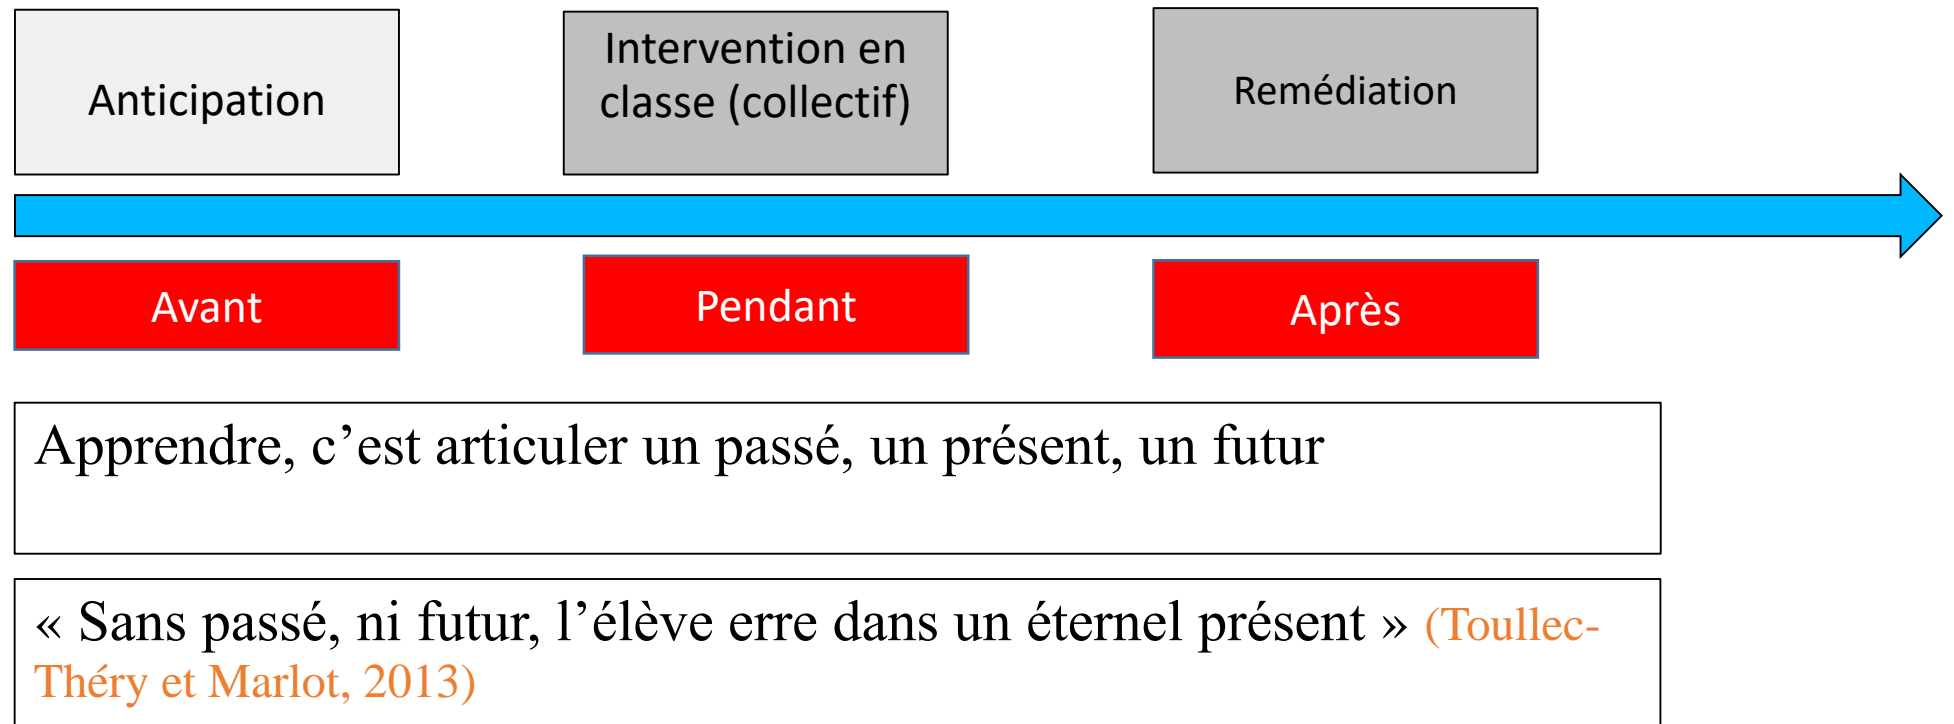 Anticipation
Intervention en
classe (collectif)
Remédiation
Avant
Pendant
Après
Apprendre, c’est articuler un passé, un présent, un futur
« Sans passé, ni futur, l’élève erre dans un éternel présent » (Toullec-
Théry et Marlot, 2013)